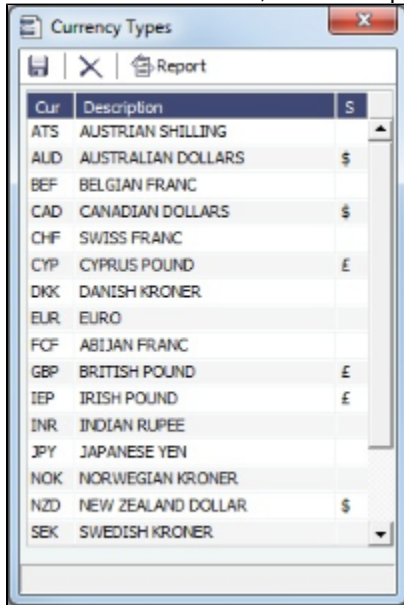 Currency Types
Report
Cur Description S
ATS AUSTRIAN SHILLING
AUD AUSTRALIAN DOLLARS $
BEF BELGIAN FRANC
CAD CANADIAN DOLLARS $
CHF SWISS FRANC
CYP CYPRUS POUND £
DKK DANISH KRONER
EUR EURO
FCF ABIJAN FRANC
GBP BRITISH POUND £
IEP IRISH POUND £
INR INDIAN RUPEE
JPY JAPANESE YEN
NOK NORWEGIAN KRONER
NZD NEW ZEALAND DOLLAR $
SEK SWEDISH KRONER